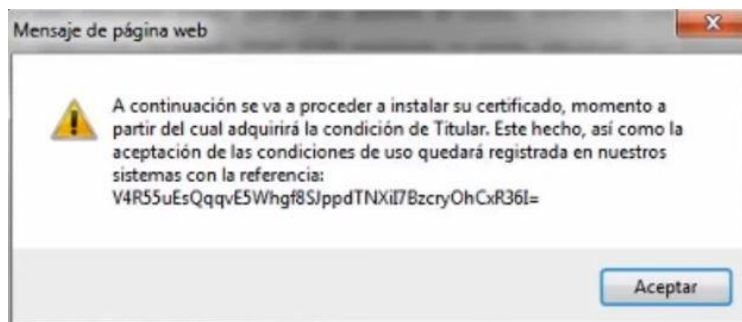 Mensaje de página web
A continuación se va a proceder a instalar su certificado, momento a
partir del cual adquirirá la condición de Titular. Este hecho, así como la
aceptación de las condiciones de uso quedará registrada en nuestros
sistemas con la referencia:
V4R55uEsQqqvE5Whgf8SJppdTNXiI7BzcryOhCxR36I=
Aceptar